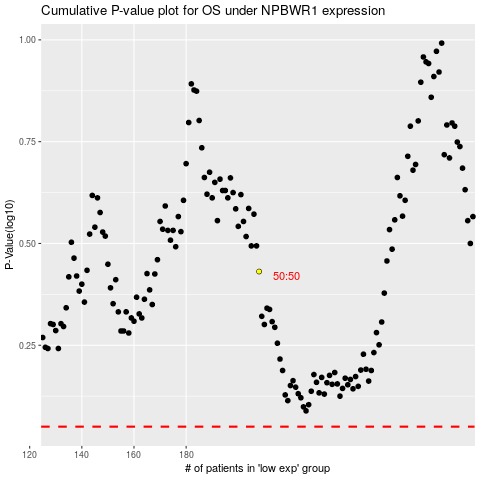 Cumulative P-value plot for OS under NPBWR1 expression
P-Value(log10)
1.00
0.75
0.50
0.25
50:50
120 140 160 180
# of patients in 'low exp' group